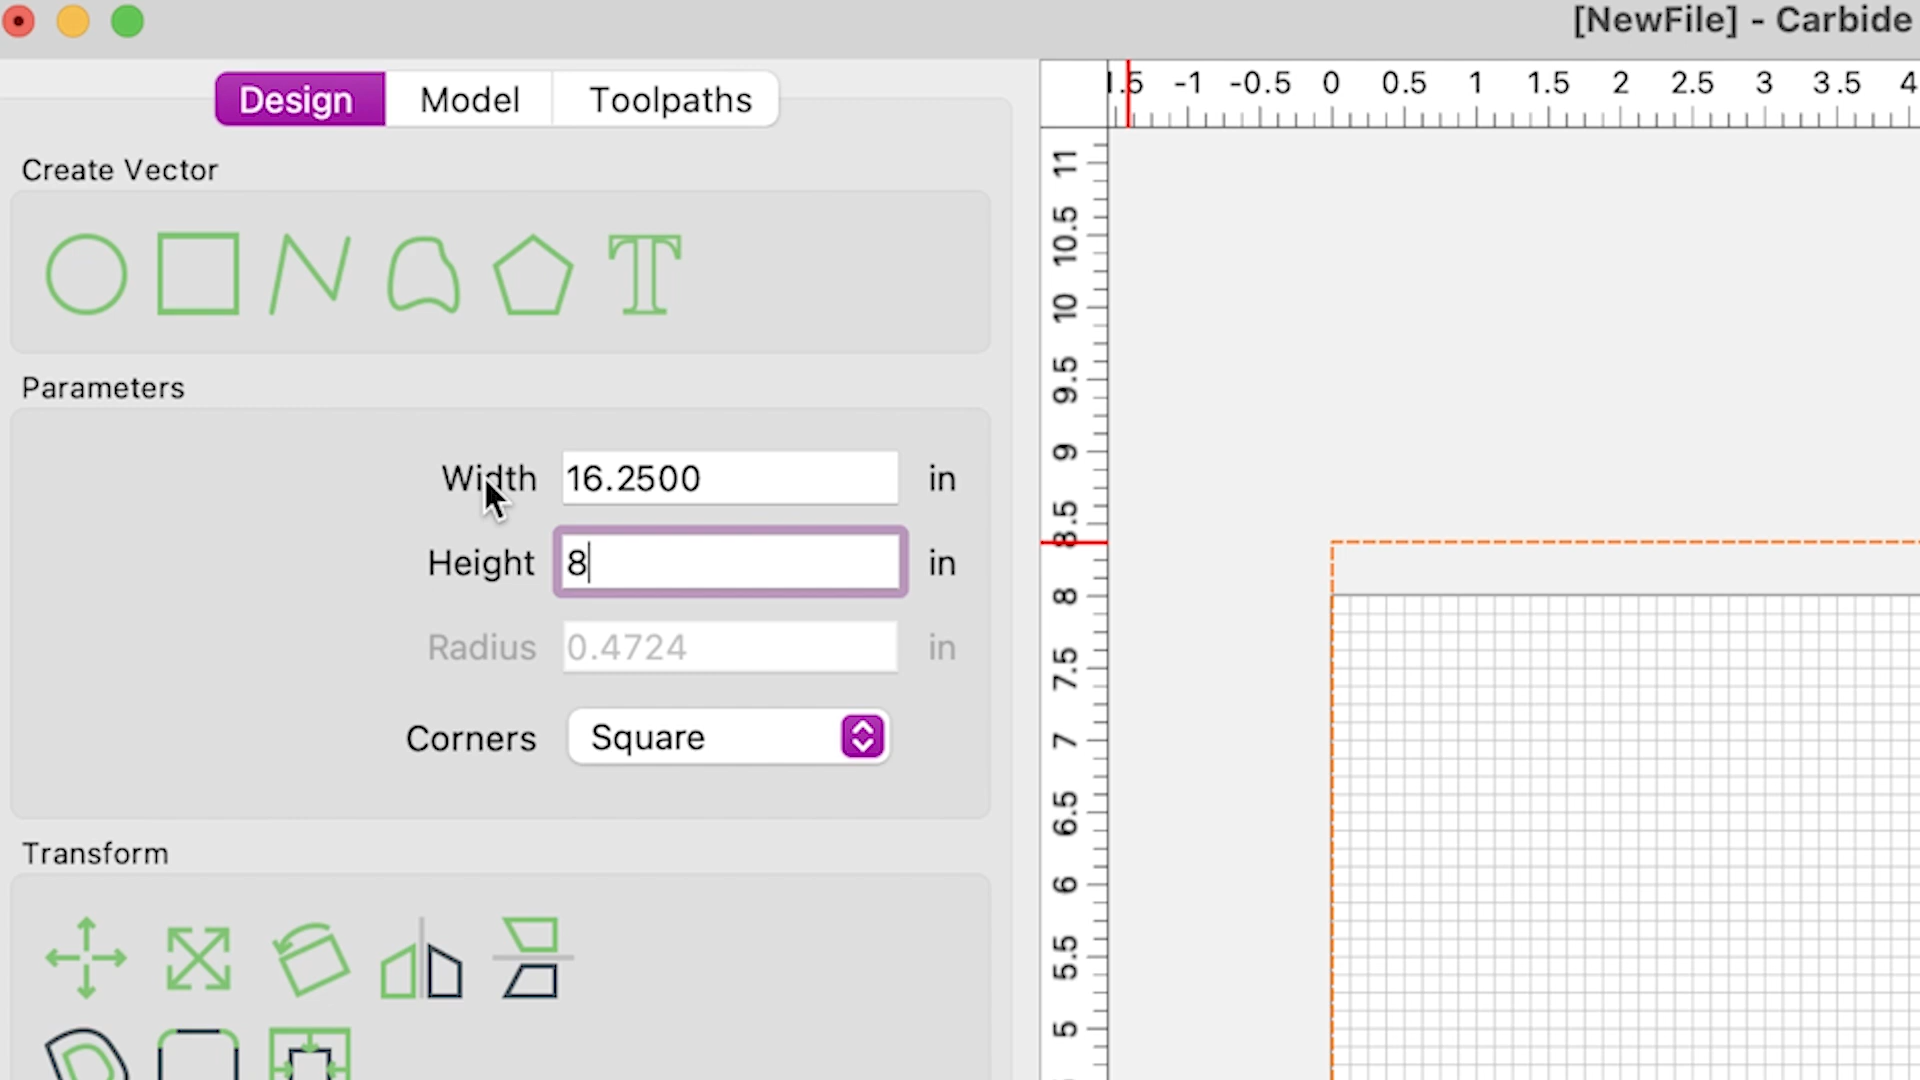 [NewFile] - Carbide
Design Model Toolpaths
Create Vector
Parameters
Width 16.2500 in
Height 8 in
Radius 0.4724 in
Corners Square
Transform
-1 -0.5 0 0.5 1 1.5 2 2.5 3 3.5 4
11
10.5
10
9.5
9
8
7.5
7
6.5
6
5.5
5